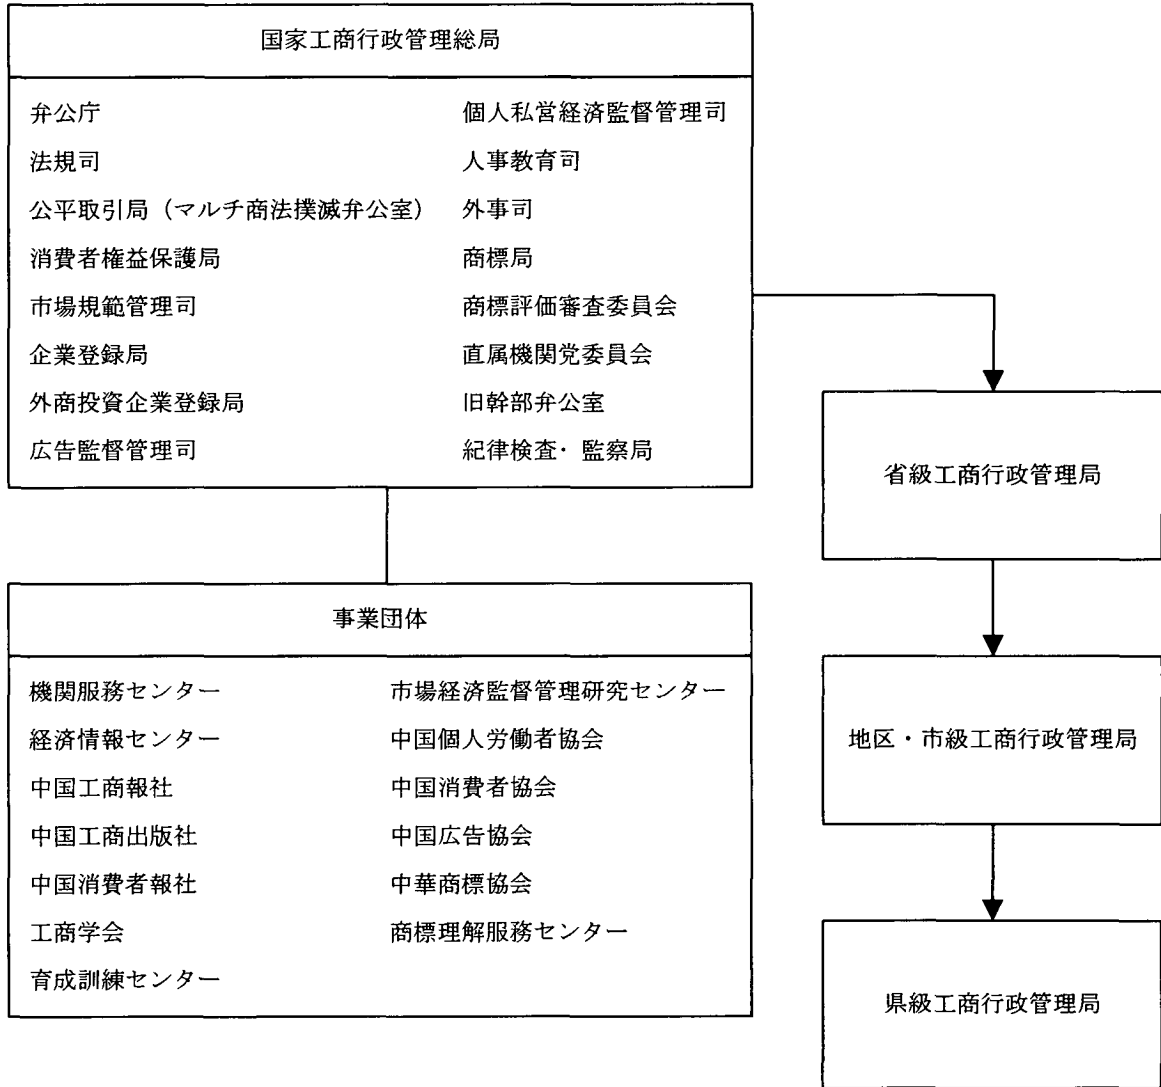 国家工商行政管理総局
弁公庁
法規司
公平取引局（マルチ商法撲滅弁公室）
消費者権益保護局
市場規範管理司
企業登録局
外商投資企業登録局
広告監督管理司
個人私営経済監督管理司
人事教育司
外事司
商標局
商標評価審査委員会
直属機関党委員会
旧幹部弁公室
紀律検査・監察局
事業団体
機関服務センター
経済情報センター
中国工商報社
中国工商出版社
中国消費者報社
工商学会
育成訓練センター
市場経済監督管理研究センター
中国個人労働者協会
中国消費者協会
中国広告協会
中華商標協会
商標理解服務センター
省級工商行政管理局
地区・市級工商行政管理局
県級工商行政管理局